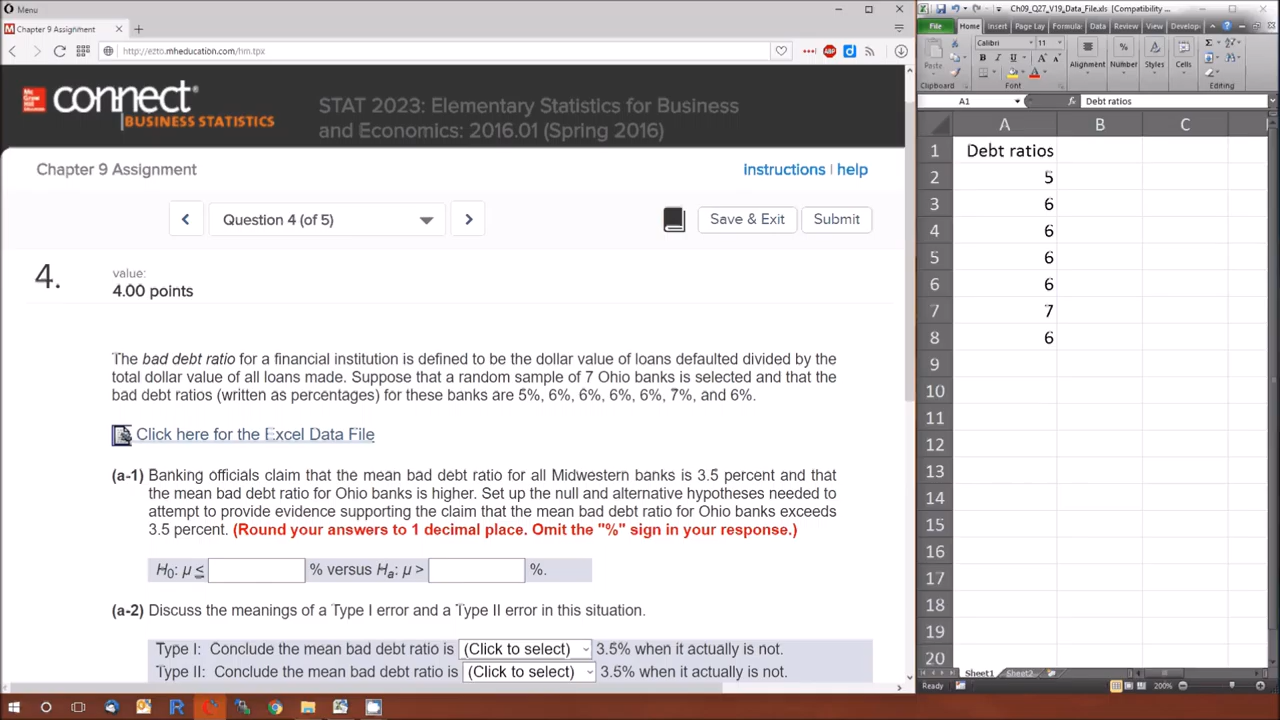 Menu
Chapter 9 Assignment
http://ezto.mheducation.com/hm.tpx
ABP
Mc
Graw
Hill
Education
connect
BUSINESS STATISTICS
STAT 2023: Elementary Statistics for Business
and Economics: 2016.01 (Spring 2016)
Chapter 9 Assignment
instructions | help
Question 4 (of 5)
Save & Exit
Submit
4.
value:
4.00 points
The bad debt ratio for a financial institution is defined to be the dollar value of loans defaulted divided by the
total dollar value of all loans made. Suppose that a random sample of 7 Ohio banks is selected and that the
bad debt ratios (written as percentages) for these banks are 5%, 6%, 6%, 6%, 6%, 7%, and 6%.
Click here for the Excel Data File
(a-1) Banking officials claim that the mean bad debt ratio for all Midwestern banks is 3.5 percent and that
the mean bad debt ratio for Ohio banks is higher. Set up the null and alternative hypotheses needed to
attempt to provide evidence supporting the claim that the mean bad debt ratio for Ohio banks exceeds
3.5 percent. (Round your answers to 1 decimal place. Omit the "%" sign in your response.)
H0: μ ≤ % versus Ha: μ > %.
(a-2) Discuss the meanings of a Type I error and a Type II error in this situation.
Type I: Conclude the mean bad debt ratio is (Click to select) 3.5% when it actually is not.
Type II: Conclude the mean bad debt ratio is (Click to select) 3.5% when it actually is not.
Ch09_Q27_V19_Data_File.xls [Compatibility ...
File Home Insert Page Lay Formulas Data Review View Develop
Paste
Calibri 11
B I U
Alignment Number Styles Cells
Clipboard Font Editing
A1 fx Debt ratios
A B C
1 Debt ratios
2 5
3 6
4 6
5 6
6 6
7 7
8 6
9
10
11
12
13
14
15
16
17
18
19
20
Sheet1 Sheet2
Ready 200%